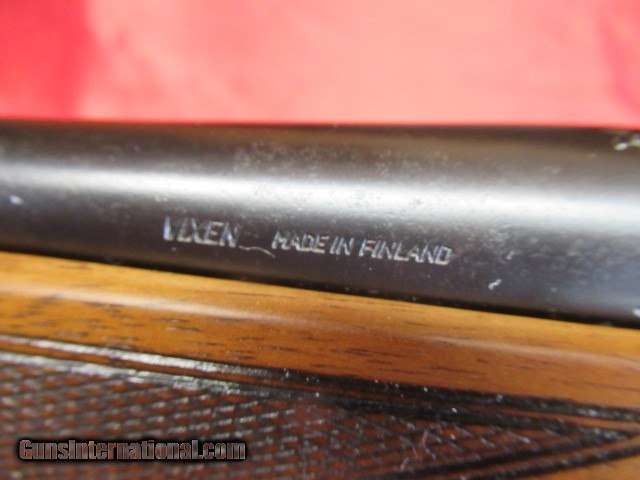 VIXEN MADE IN FINLAND
GunsInternational.com